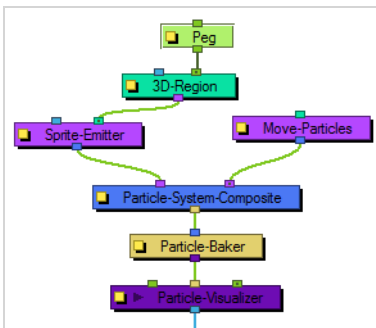 Peg
3D-Region
Sprite-Emitter
Move-Particles
Particle-System-Composite
Particle-Baker
Particle-Visualizer